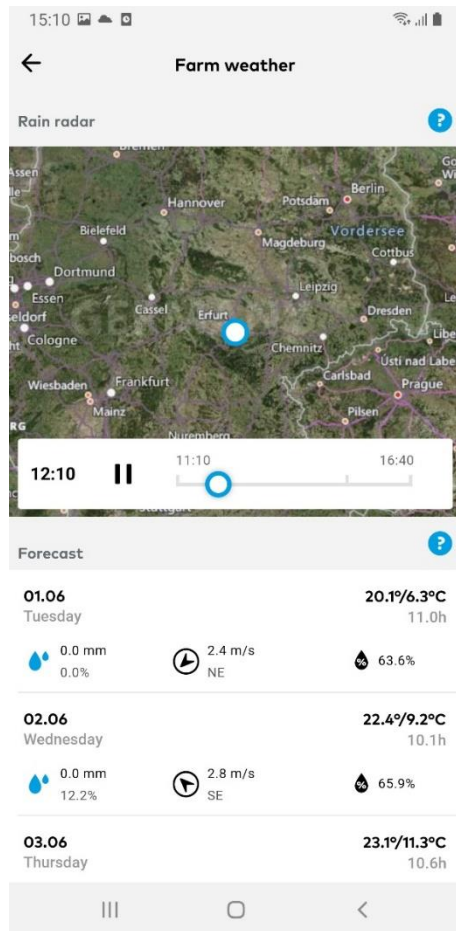 15:10
Farm weather
Rain radar
?
Bremen
Assen
Hannover
Potsdam
Berlin
Bielefeld
Magdeburg
Vordersee
Cottbus
bosch
Dortmund
Essen
Leipzig
seldorf
Cassel
Erfurt
Dresden
Cologne
Chemnitz
Usti nad Labe
Carlsbad
Wiesbaden
Frankfurt
Prague
Mainz
Pilsen
Nuremberg
12:10
11:10
16:40
Stuttgart
Forecast
?
01.06
20.1°/6.3°C
Tuesday
11.0h
0.0 mm
2.4 m/s
63.6%
0.0%
NE
02.06
22.4°/9.2°C
Wednesday
10.1h
0.0 mm
2.8 m/s
65.9%
12.2%
SE
03.06
23.1°/11.3°C
Thursday
10.6h